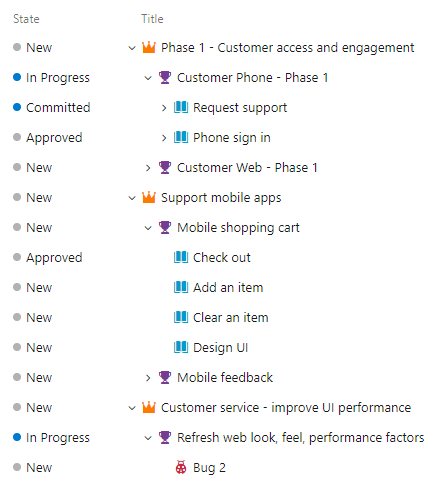 State Title
New Phase 1 - Customer access and engagement
In Progress Customer Phone - Phase 1
Committed Request support
Approved Phone sign in
New Customer Web - Phase 1
New Support mobile apps
New Mobile shopping cart
Approved Check out
New Add an item
New Clear an item
New Design UI
New Mobile feedback
New Customer service - improve UI performance
In Progress Refresh web look, feel, performance factors
New Bug 2